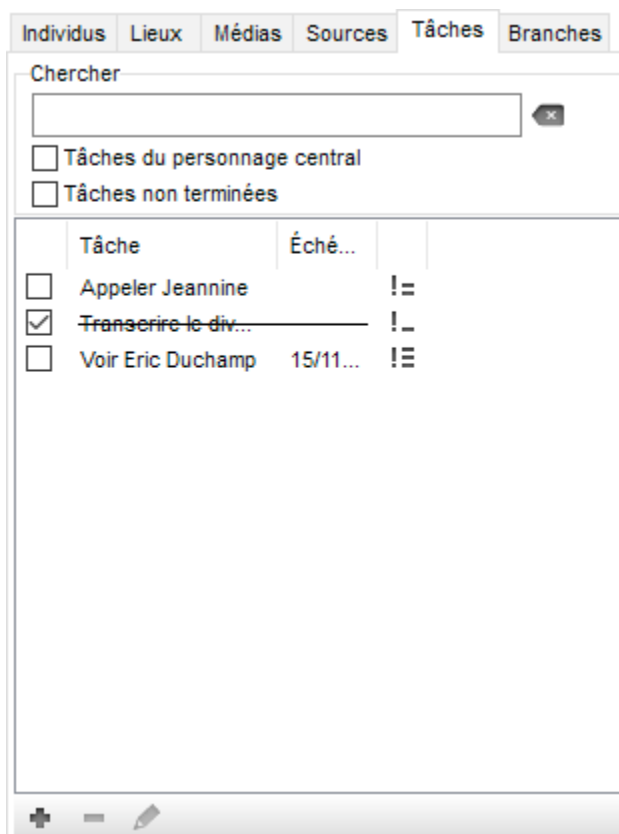 Individus Lieux Médias Sources Tâches Branches
Chercher
Tâches du personnage central
Tâches non terminées
Tâche Éché...
Appeler Jeannine
Transcrire le div...
Voir Eric Duchamp 15/11...